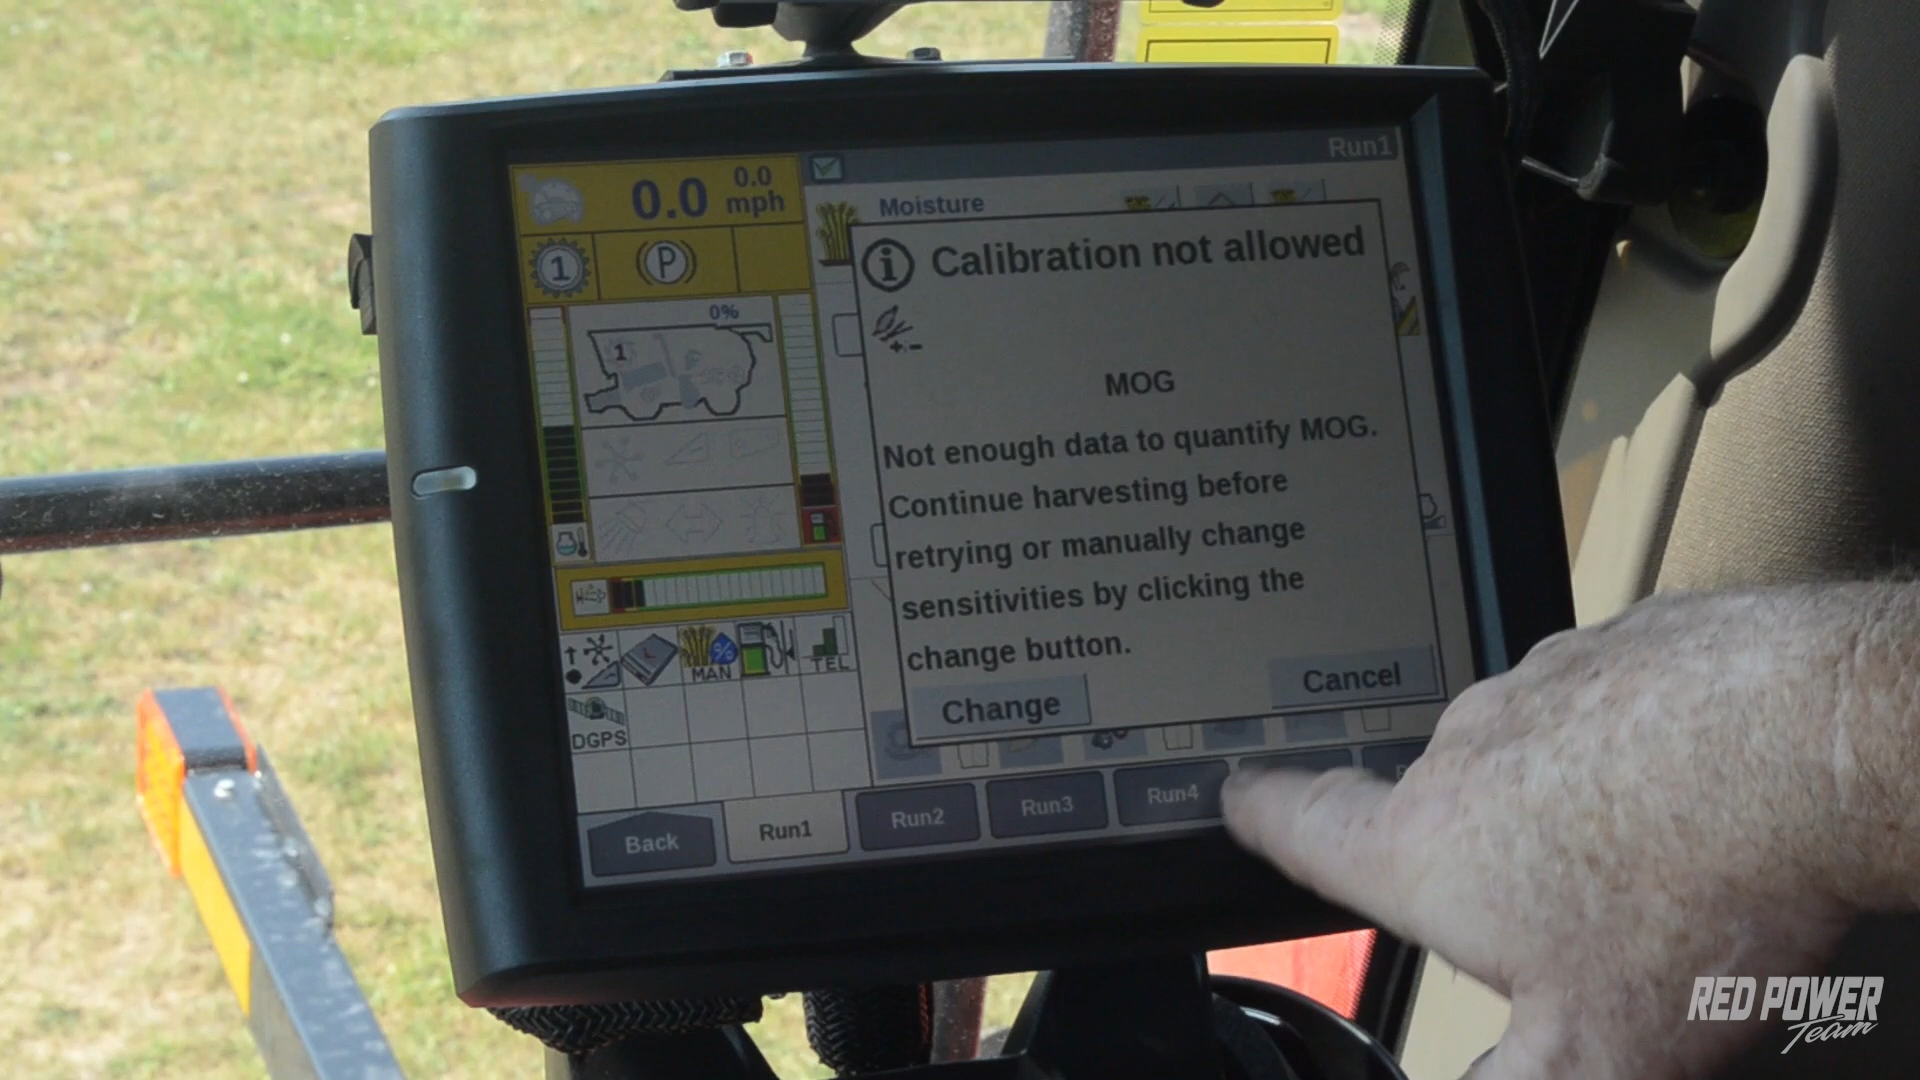 Run1
0.0
0.0
mph
Moisture
Calibration not allowed
1
P
0%
1
MOG
Not enough data to quantify MOG.
Continue harvesting before
retrying or manually change
sensitivities by clicking the
change button.
Change
Cancel
MAN
TEL
DGPS
Back
Run1
Run2
Run3
Run4
RED POWER
Team